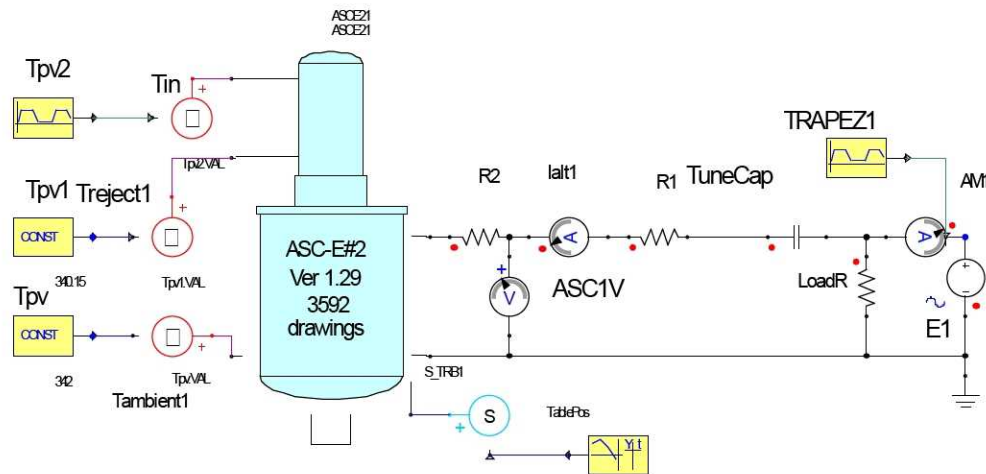 ASCE21
ASCE21
Tpv2
Tin
Tpv2.VAL
TRAPEZ1
Tpv1
Treject1
R2
Ialt1
R1
TuneCap
AM1
CONST
340.15
Tpv1.VAL
ASC-E#2
Ver 1.29
3592
drawings
A
A
V
ASC1V
LoadR
E1
Tpv
CONST
342
Tpv.VAL
Tambient1
S_TRB1
S
TablePos
Y t